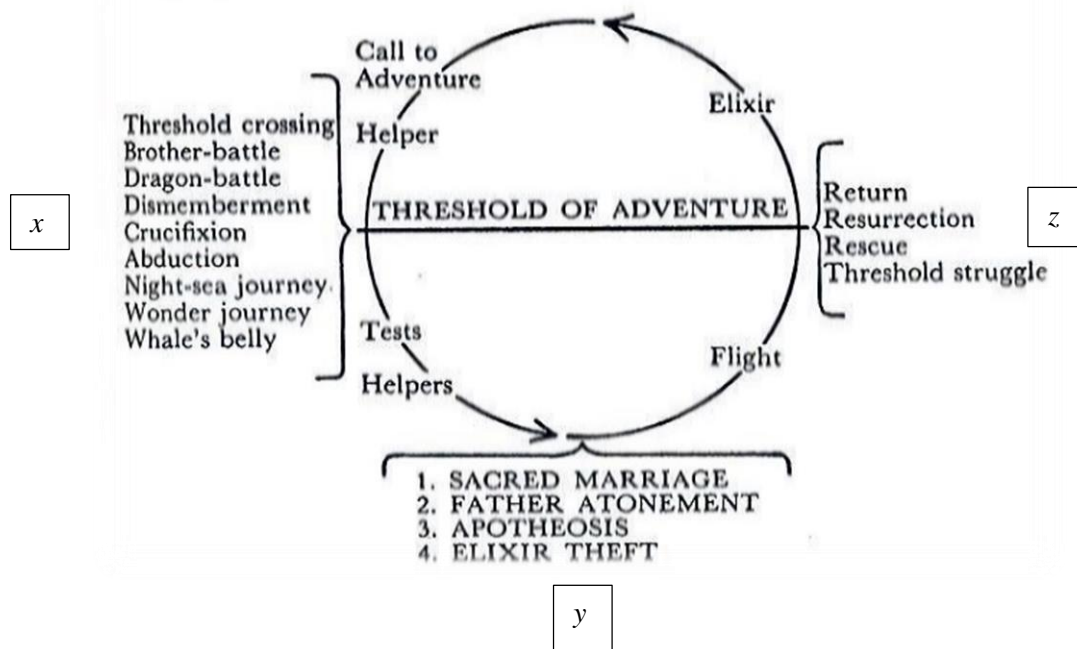 Call to
Adventure
Helper
Elixir
Threshold crossing
Brother-battle
Dragon-battle
Dismemberment
Crucifixion
Abduction
Night-sea journey
Wonder journey
Whale's belly
x
THRESHOLD OF ADVENTURE
Return
Resurrection
Rescue
Threshold struggle
z
Tests
Helpers
Flight
1. SACRED MARRIAGE
2. FATHER ATONEMENT
3. APOTHEOSIS
4. ELIXIR THEFT
y